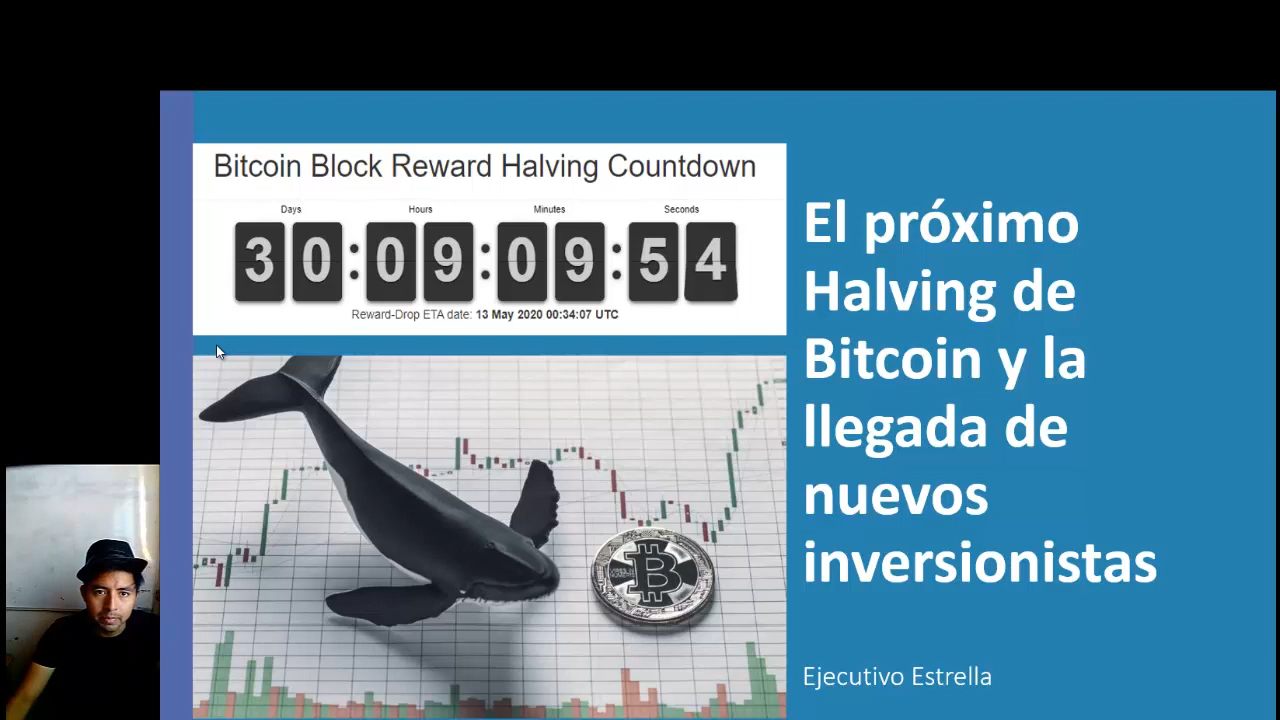 Bitcoin Block Reward Halving Countdown
Days Hours Minutes Seconds
30:09:09:54
Reward-Drop ETA date: 13 May 2020 00:34:07 UTC
El próximo
Halving de
Bitcoin y la
llegada de
nuevos
inversionistas
Ejecutivo Estrella